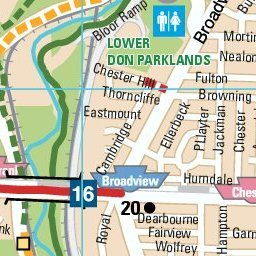 Bloor Ramp
Broadview
LOWER
DON PARKLANDS
Mortim
Nealon
Chester Hill
Fulton
Thorncliffe
Browning
Eastmount
Cambridge
Ellerbeck
Playter
Jackman
Chester
Broadview
Hurndale
Ches
16
20
Dearbourne
Fairview
Wolfrey
Royal
Hampton